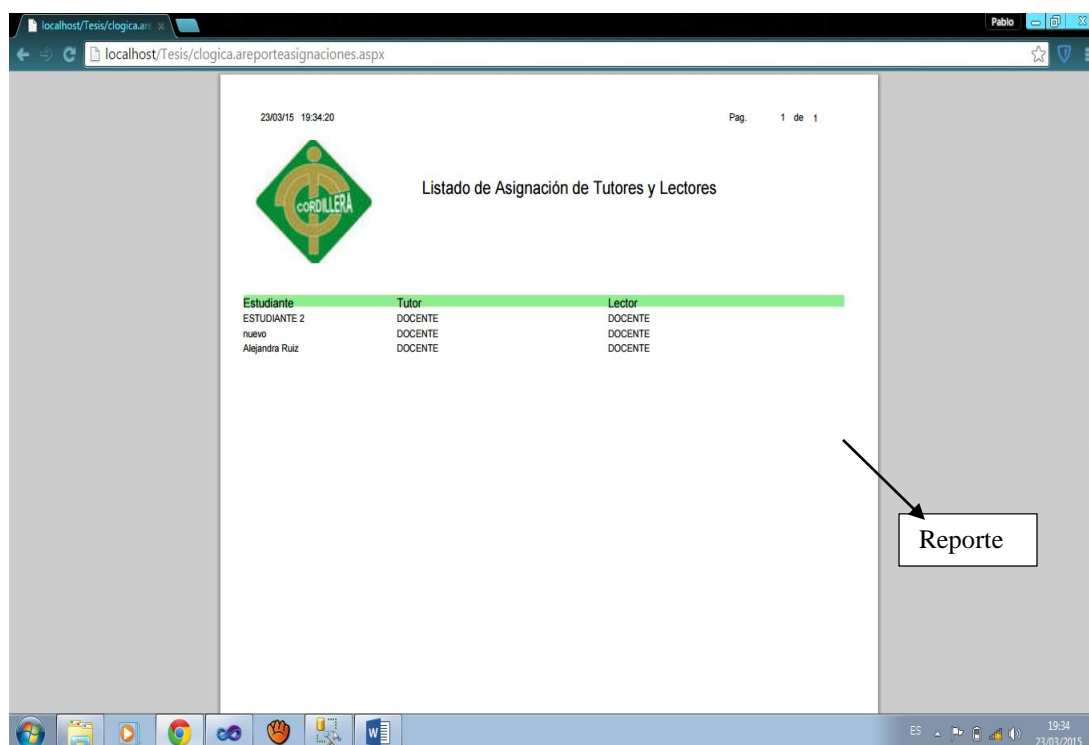 localhost/Tesis/clogica.are
Pablo
localhost/Tesis/clogica.areporteasignaciones.aspx
23/03/15 19:34:20
Pag. 1 de 1
CORDILLERA
Listado de Asignación de Tutores y Lectores
Estudiante Tutor Lector
ESTUDIANTE 2 DOCENTE DOCENTE
nuevo DOCENTE DOCENTE
Alejandra Ruiz DOCENTE DOCENTE
Reporte
ES
19:34
23/03/2015